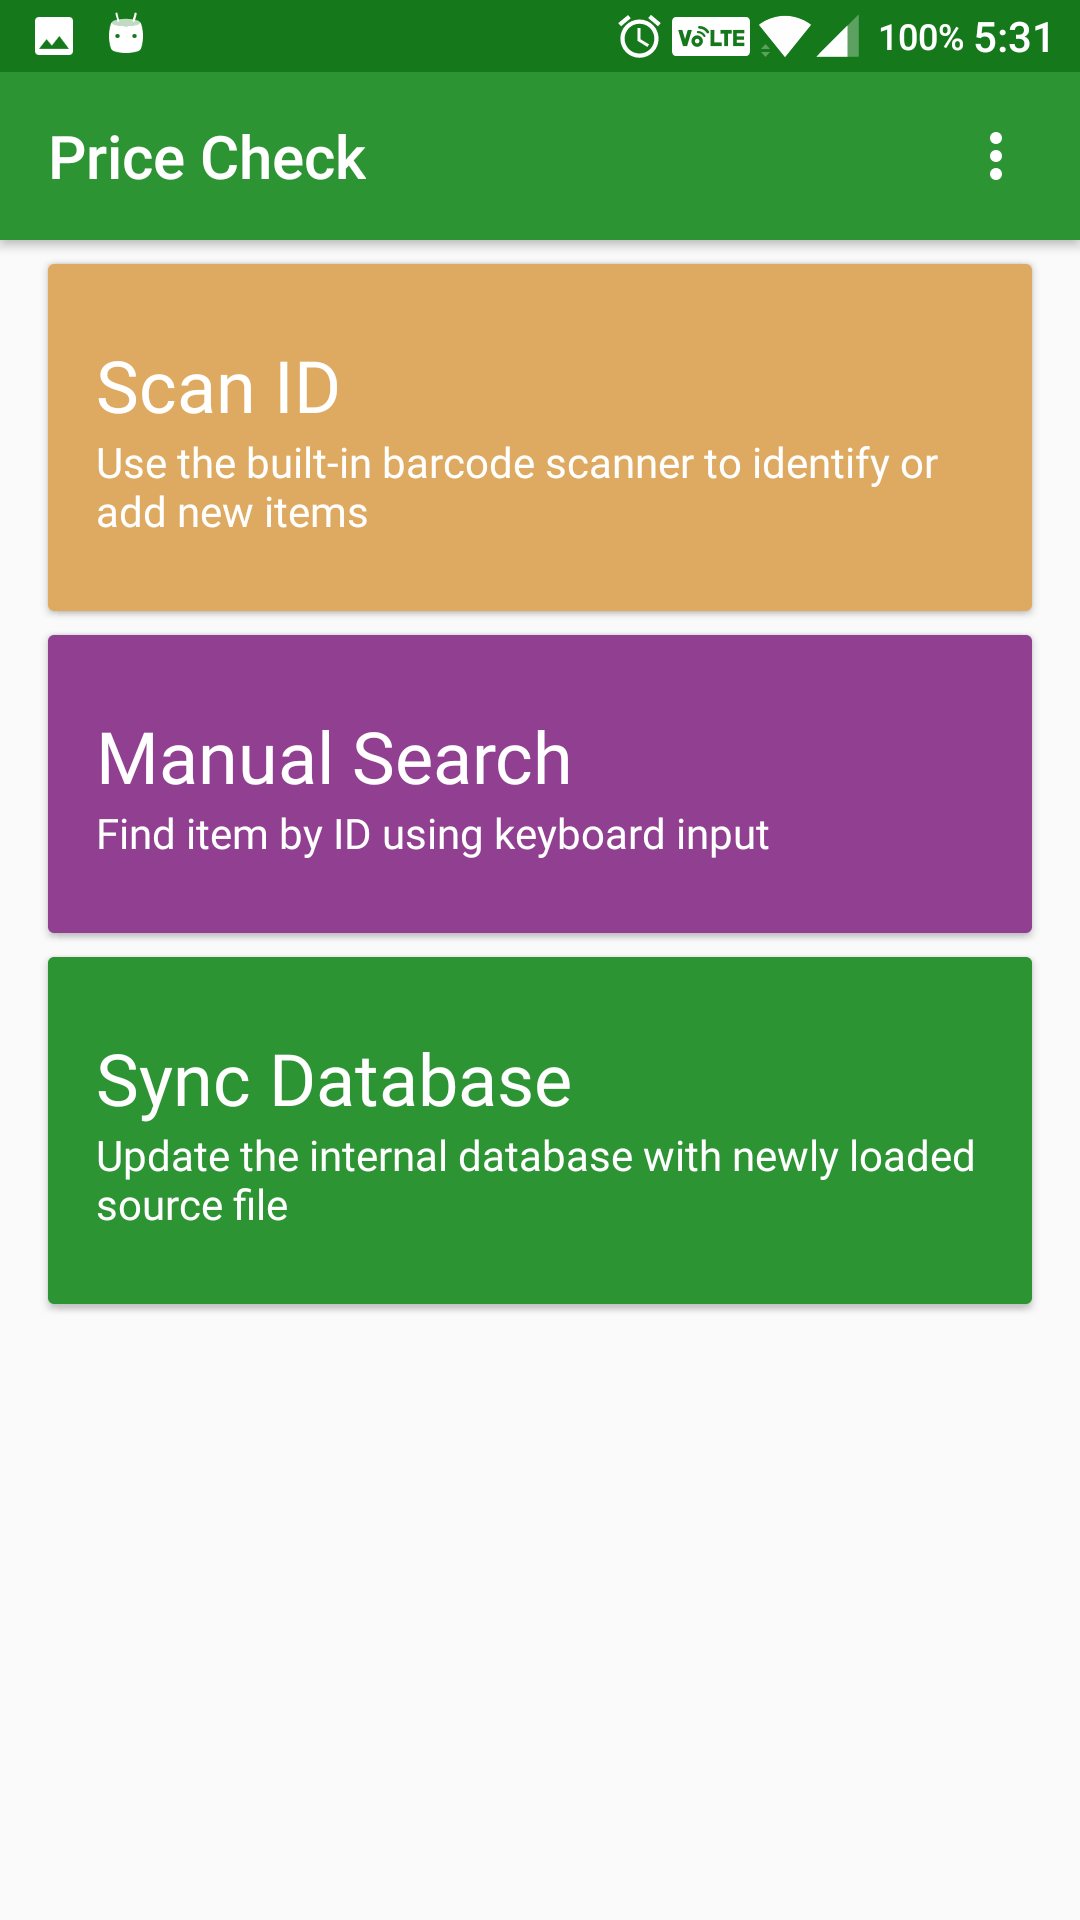 VoLTE 100% 5:31
Price Check
Scan ID
Use the built-in barcode scanner to identify or
add new items
Manual Search
Find item by ID using keyboard input
Sync Database
Update the internal database with newly loaded
source file